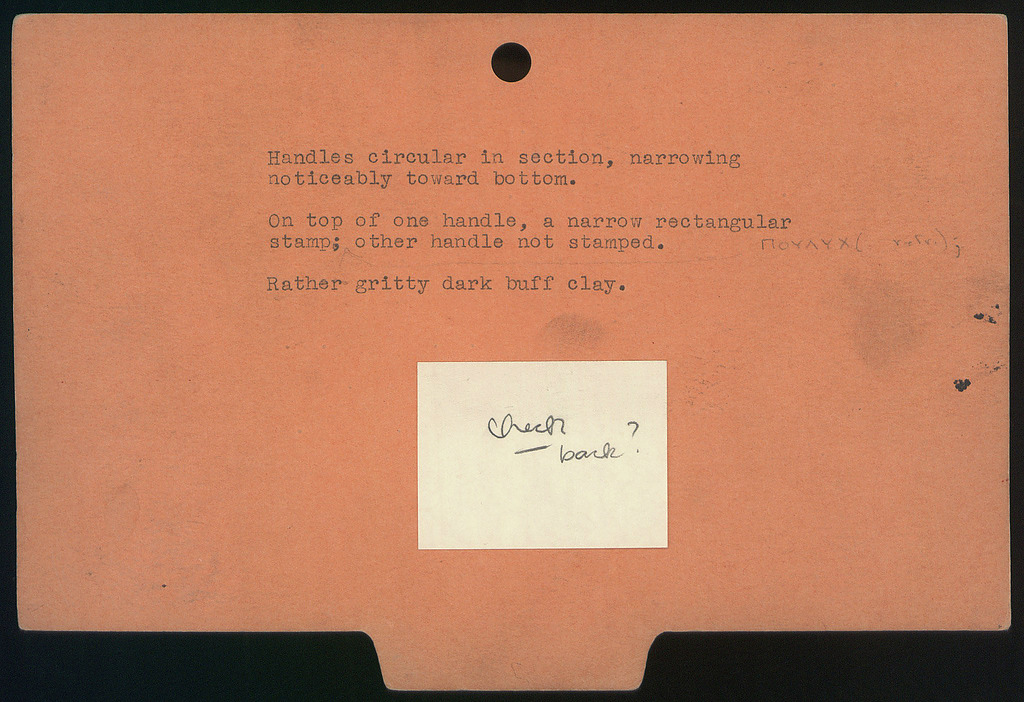 Handles circular in section, narrowing
noticeably toward bottom.
On top of one handle, a narrow rectangular
stamp; other handle not stamped. ΠΟΥΛΥΧ(
Rather gritty dark buff clay.
check
back?